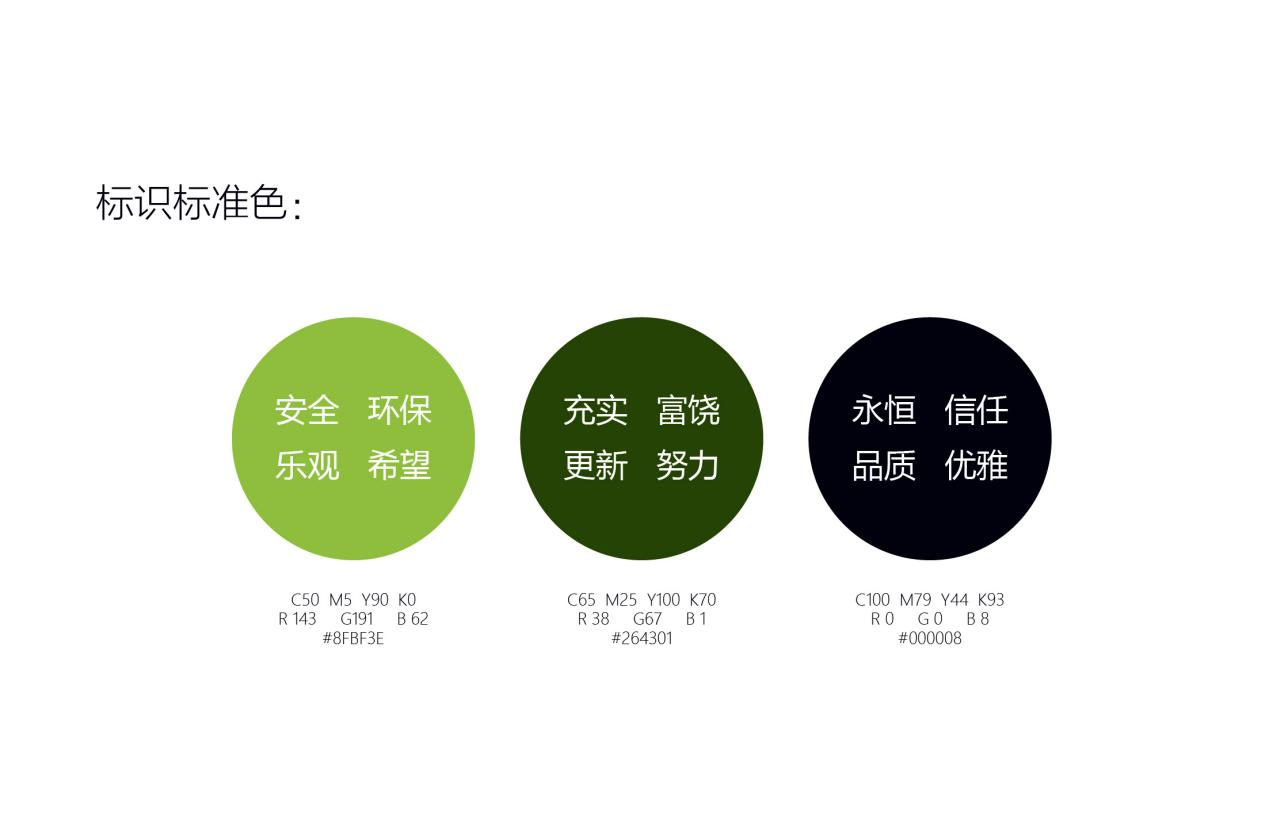 标识标准色：
安全 环保
乐观 希望
充实 富饶
更新 努力
永恒 信任
品质 优雅
C50 M5 Y90 K0
R 143 G191 B 62
#8FBF3E
C65 M25 Y100 K70
R 38 G67 B 1
#264301
C100 M79 Y44 K93
R 0 G 0 B 8
#000008